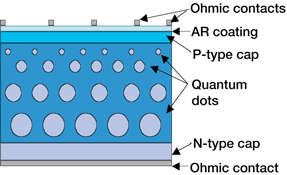 Ohmic contacts
AR coating
P-type cap
Quantum
dots
N-type cap
Ohmic contact